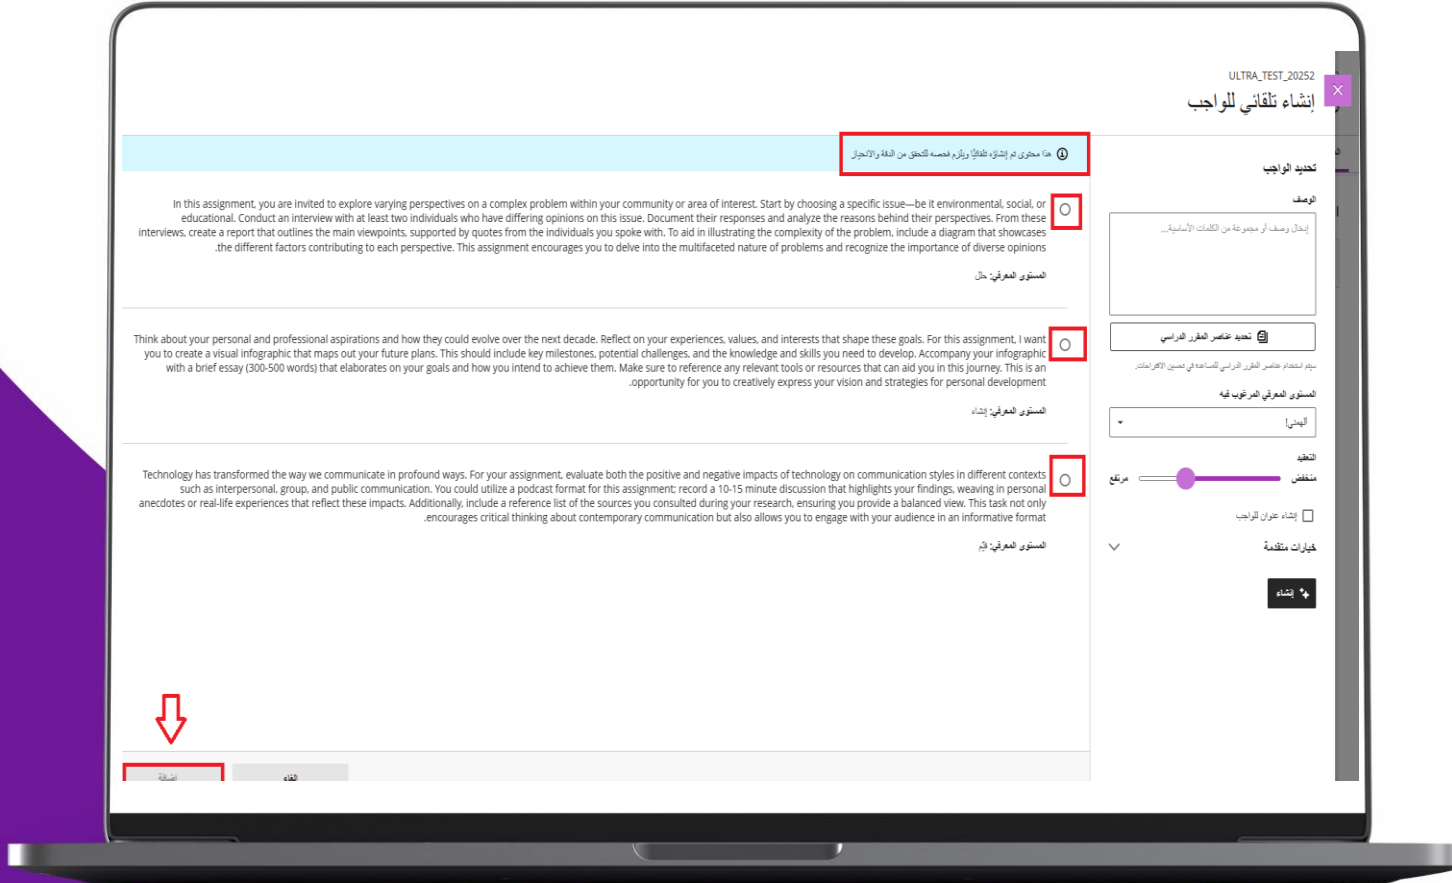 ULTRA_TEST_20252
إنشاء تلقائي للواجب
تحديد الواجب
الوصف
إدخال وصف أو مجموعة من الكلمات الأساسية...
تحديد عناصر المقرر الدراسي
سيتم استخدام عناصر المقرر الدراسي للمساعدة في تحسين الاقتراحات.
المستوى المعرفي المرغوب فيه
ألهمني!
التعقيد
منخفض
مرتفع
إنشاء عنوان للواجب
خيارات متقدمة
إنشاء
هذا محتوى تم إنشاؤه تلقائيًا ويلزم فحصه للتحقق من الدقة والانحياز
In this assignment, you are invited to explore varying perspectives on a complex problem within your community or area of interest. Start by choosing a specific issue—be it environmental, social, or
educational. Conduct an interview with at least two individuals who have differing opinions on this issue. Document their responses and analyze the reasons behind their perspectives. From these
interviews, create a report that outlines the main viewpoints, supported by quotes from the individuals you spoke with. To aid in illustrating the complexity of the problem, include a diagram that showcases
.the different factors contributing to each perspective. This assignment encourages you to delve into the multifaceted nature of problems and recognize the importance of diverse opinions
المستوى المعرفي: حلل
Think about your personal and professional aspirations and how they could evolve over the next decade. Reflect on your experiences, values, and interests that shape these goals. For this assignment, I want
you to create a visual infographic that maps out your future plans. This should include key milestones, potential challenges, and the knowledge and skills you need to develop. Accompany your infographic
with a brief essay (300-500 words) that elaborates on your goals and how you intend to achieve them. Make sure to reference any relevant tools or resources that can aid you in this journey. This is an
.opportunity for you to creatively express your vision and strategies for personal development
المستوى المعرفي: إنشاء
Technology has transformed the way we communicate in profound ways. For your assignment, evaluate both the positive and negative impacts of technology on communication styles in different contexts
such as interpersonal, group, and public communication. You could utilize a podcast format for this assignment; record a 10-15 minute discussion that highlights your findings, weaving in personal
anecdotes or real-life experiences that reflect these impacts. Additionally, include a reference list of the sources you consulted during your research, ensuring you provide a balanced view. This task not only
.encourages critical thinking about contemporary communication but also allows you to engage with your audience in an informative format
المستوى المعرفي: قيّم
إلغاء
إضافة